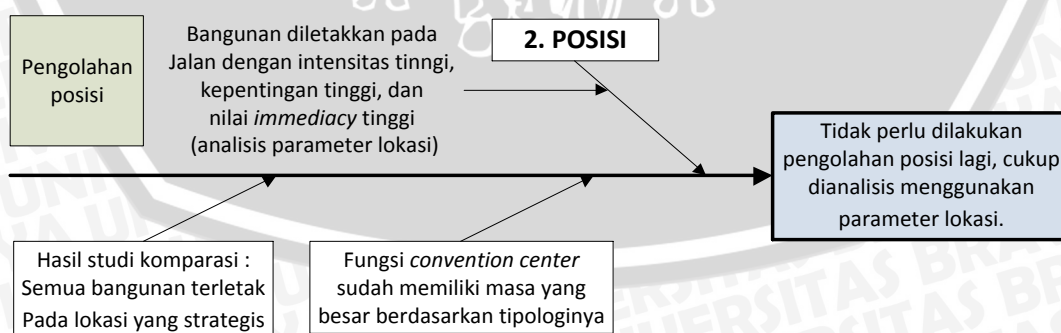 Pengolahan
posisi
Bangunan diletakkan pada
Jalan dengan intensitas tinngi,
kepentingan tinggi, dan
nilai immediacy tinggi
(analisis parameter lokasi)
2. POSISI
Tidak perlu dilakukan
pengolahan posisi lagi, cukup
dianalisis menggunakan
parameter lokasi.
Hasil studi komparasi :
Semua bangunan terletak
Pada lokasi yang strategis
Fungsi convention center
sudah memiliki masa yang
besar berdasarkan tipologinya